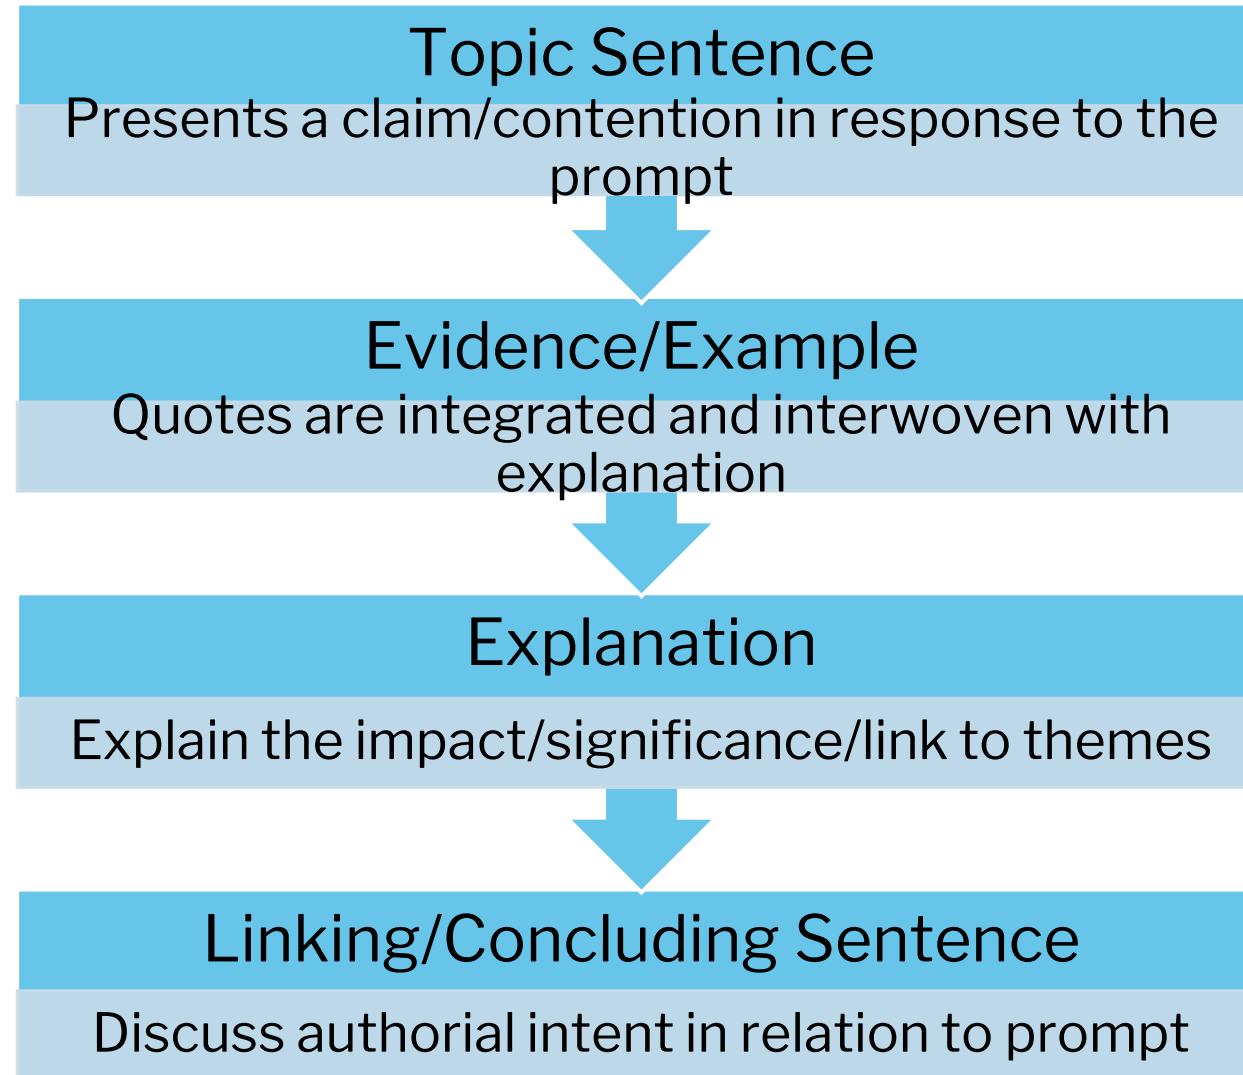 Topic Sentence
Presents a claim/contention in response to the
prompt
Evidence/Example
Quotes are integrated and interwoven with
explanation
Explanation
Explain the impact/significance/link to themes
Linking/Concluding Sentence
Discuss authorial intent in relation to prompt